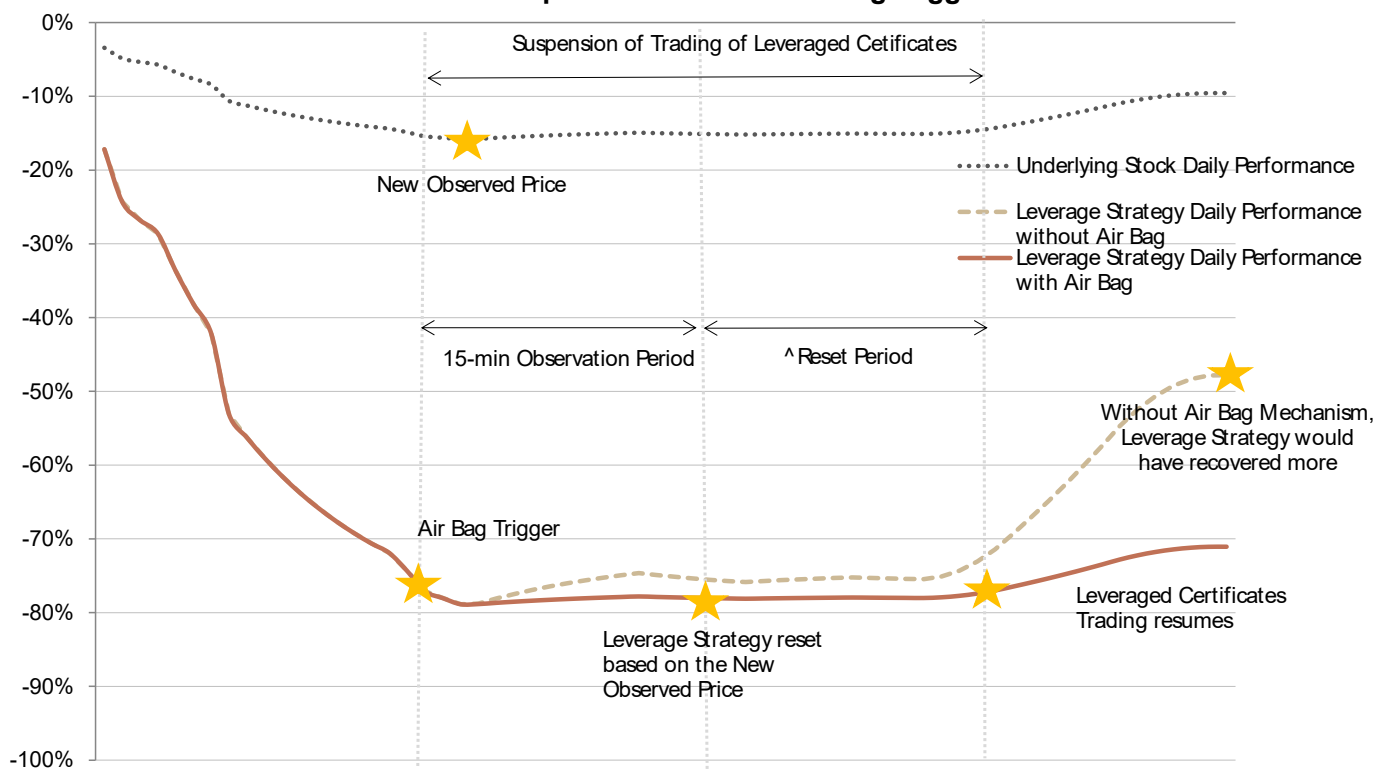 0%
-10%
-20%
-30%
-40%
-50%
-60%
-70%
-80%
-90%
-100%
Suspension of Trading of Leveraged Cetificates
New Observed Price
Underlying Stock Daily Performance
Leverage Strategy Daily Performance
without Air Bag
Leverage Strategy Daily Performance
with Air Bag
15-min Observation Period
^Reset Period
Without Air Bag Mechanism,
Leverage Strategy would
have recovered more
Air Bag Trigger
Leveraged Certificates
Trading resumes
Leverage Strategy reset
based on the New
Observed Price